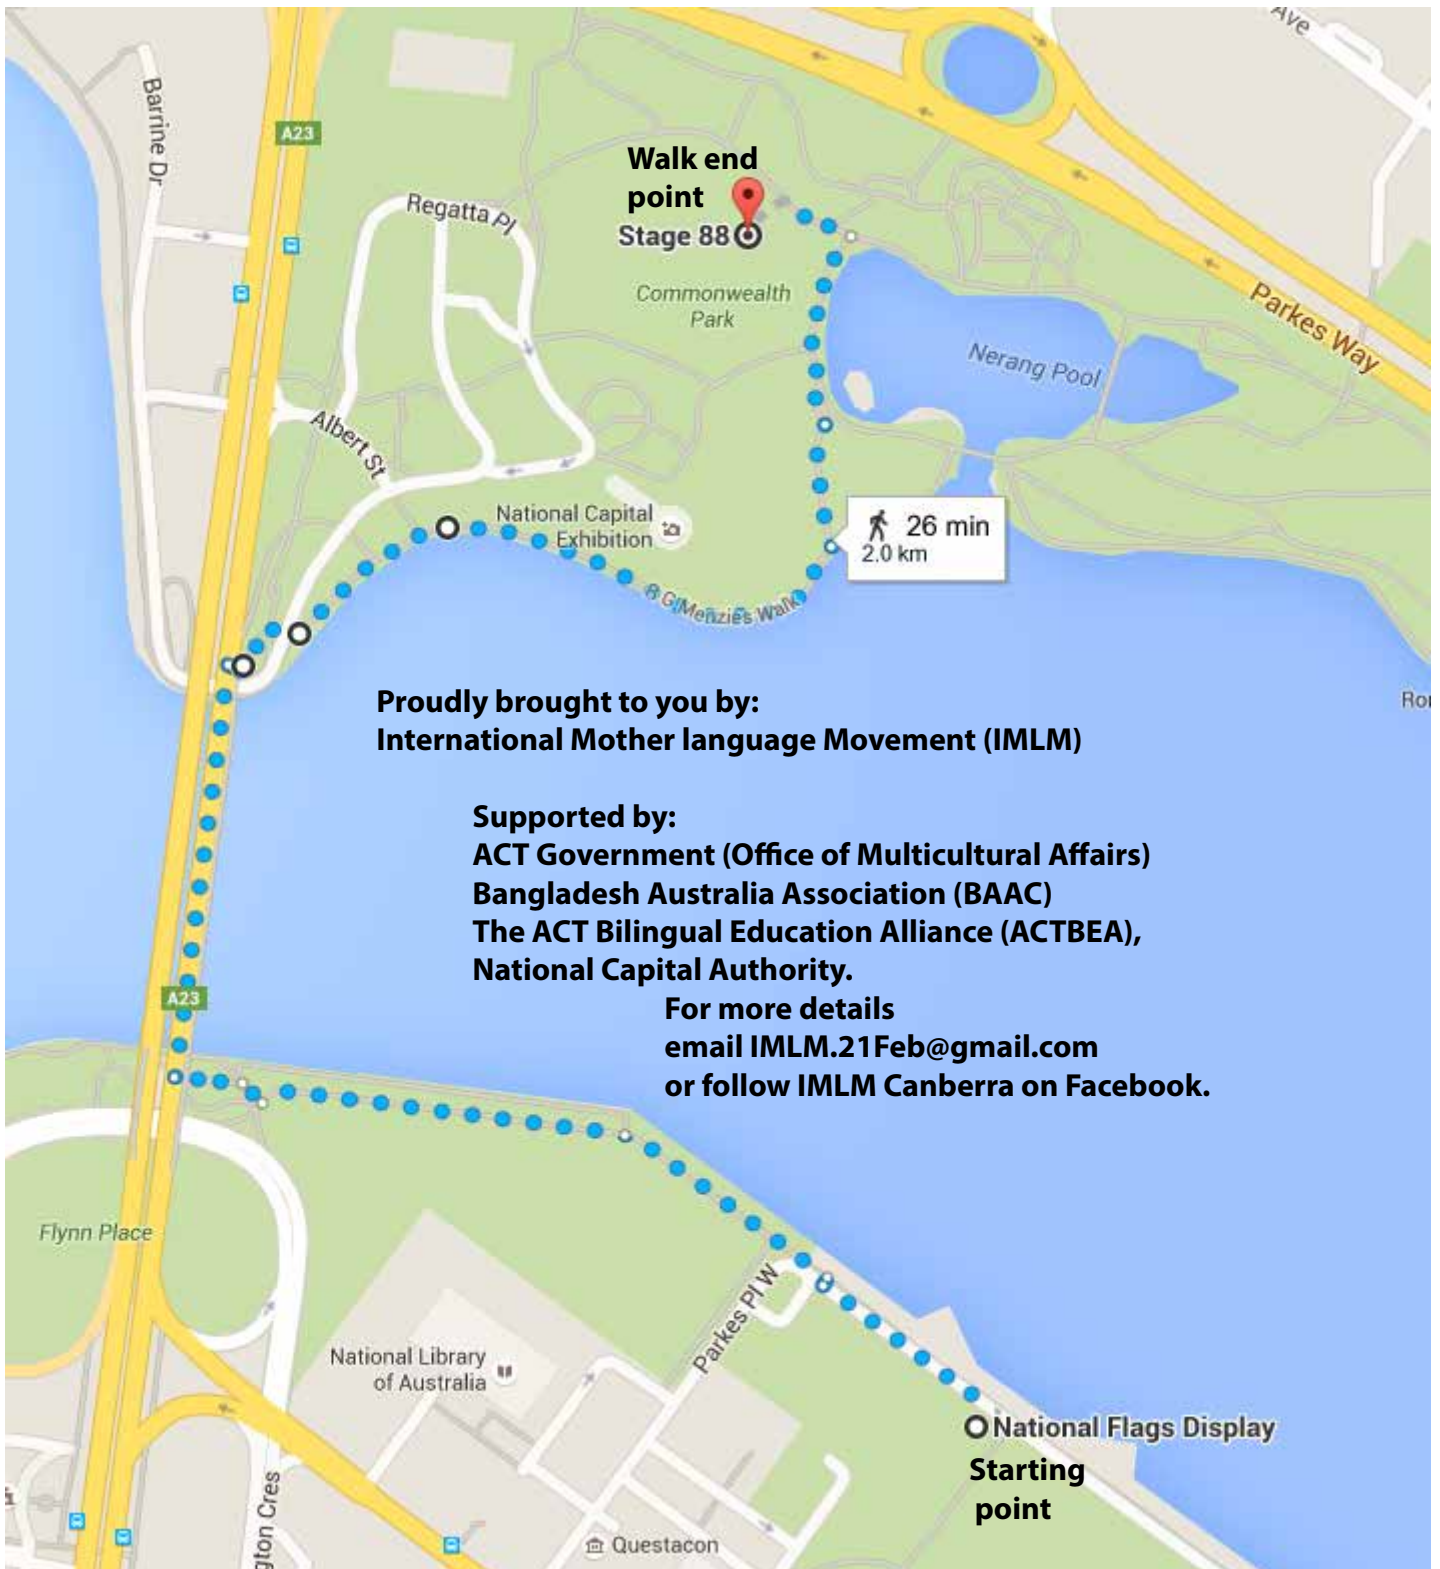 Ave
Barrine Dr
A23
Walk end
point
Regatta Pl
Stage 88
Commonwealth
Park
Parkes Way
Nerang Pool
Albert St
National Capital
Exhibition
26 min
2.0 km
R G Menzies Walk
Proudly brought to you by:
International Mother language Movement (IMLM)
Supported by:
ACT Government (Office of Multicultural Affairs)
Bangladesh Australia Association (BAAC)
The ACT Bilingual Education Alliance (ACTBEA),
National Capital Authority.
For more details
email IMLM.21Feb@gmail.com
or follow IMLM Canberra on Facebook.
A23
Flynn Place
Parkes Pl W
National Library
of Australia
National Flags Display
Starting
point
gton Cres
Questacon